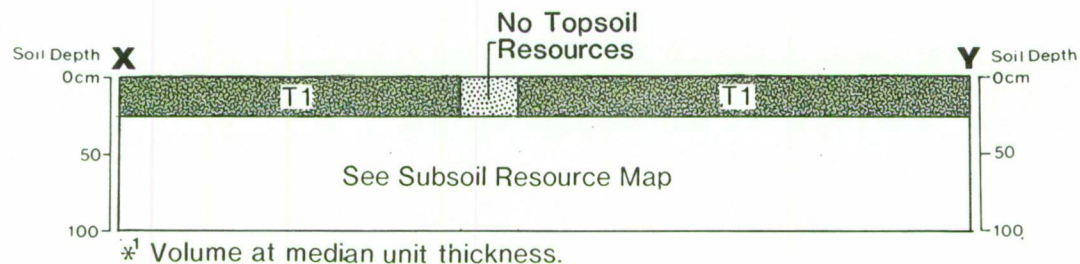 No Topsoil
Resources
Soil Depth X
Y Soil Depth
0cm
T1
T1
0cm
50
See Subsoil Resource Map
50
100
100
*1 Volume at median unit thickness.